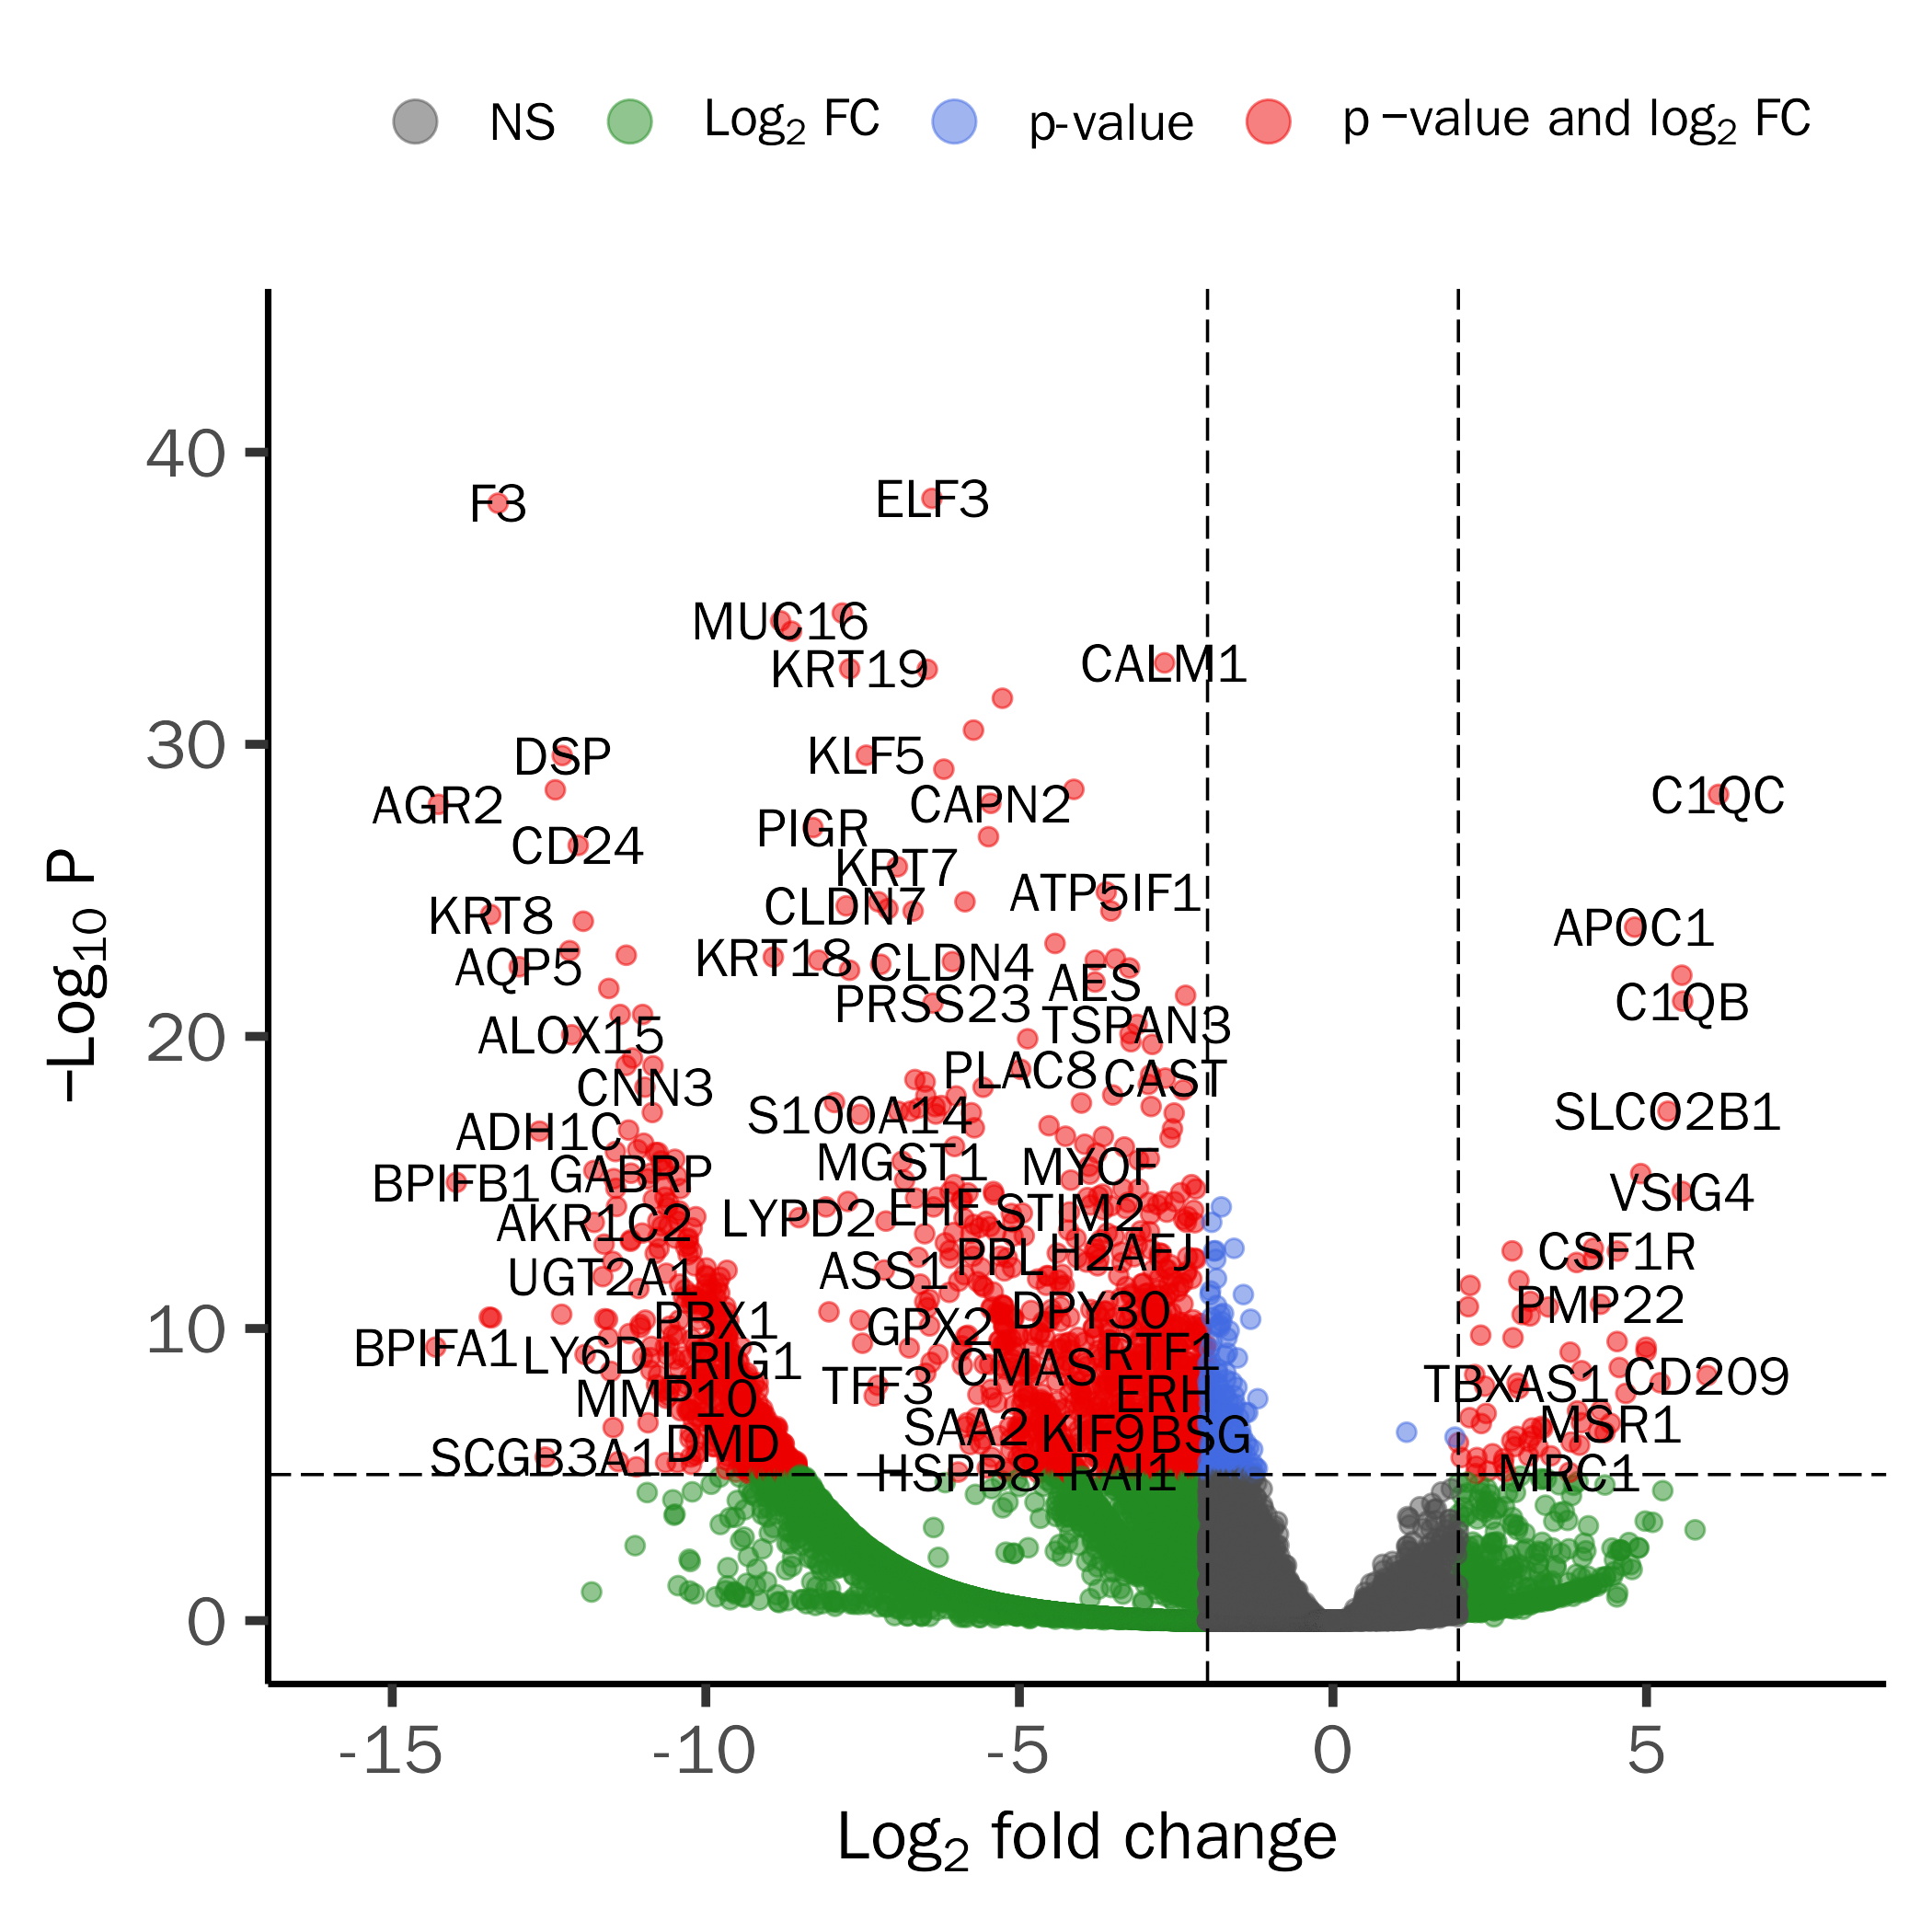 NS Log2 FC p-value p −value and log2 FC
−Log10 P
40
30
20
10
0
F3 ELF3
MUC16
KRT19 CALM1
DSP KLF5
AGR2 CAPN2 C1QC
CD24 PIGR
KRT7
CLDN7 ATP5IF1
KRT8 APOC1
AQP5 KRT18 CLDN4
AES
PRSS23 C1QB
ALOX15 TSPAN3
PLAC8 CAST
CNN3
S100A14 SLCO2B1
ADH1C
MGST1 MYOF
BPIFB1 GABRP VSIG4
AKR1C2 LYPD2 EHF STIM2
PPL H2AFJ CSF1R
UGT2A1 ASS1
PBX1 DPY30 PMP22
GPX2
BPIFA1 LY6D LRIG1 RTF1
CMAS
TFF3 TBXAS1 CD209
MMP10 ERH
SAA2 KIF9 BSG MSR1
SCGB3A1 DMD
HSPB8 RAI1 MRC1
-15 -10 -5 0 5
Log2 fold change